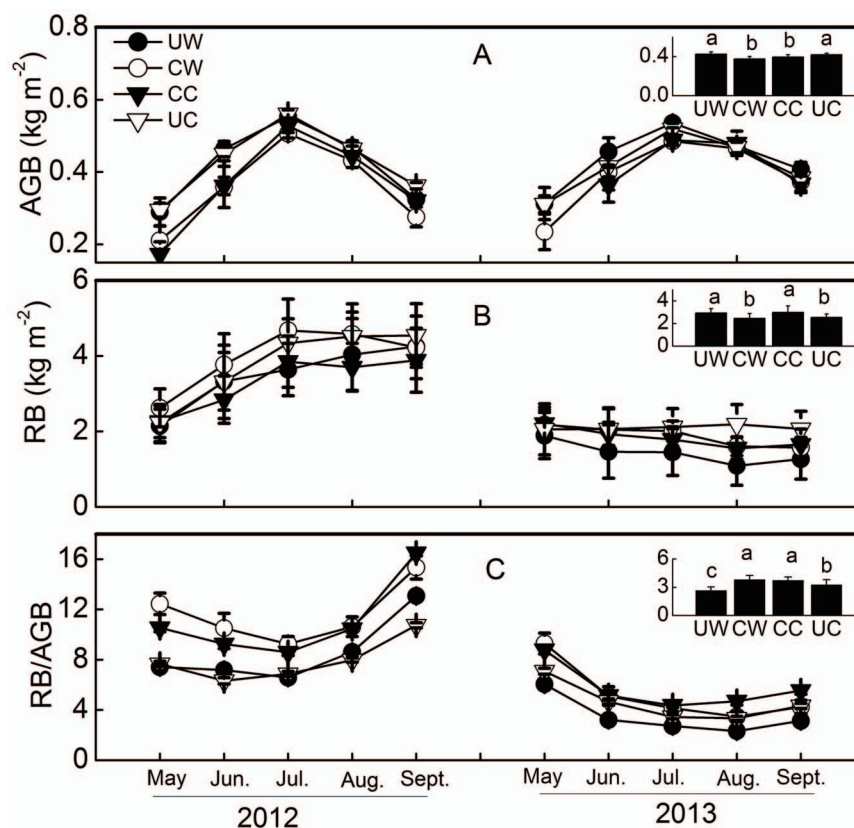 0.8
UW
CW
CC
UC
A
a b b a
0.4
0.0
UW CW CC UC
0.6
0.4
0.2
AGB (kg m-2)
6
B
a b a b
4
2
0
UW CW CC UC
4
2
0
RB (kg m-2)
16
C
c a a b
6
3
0
UW CW CC UC
12
8
4
0
RB/AGB
May Jun. Jul. Aug. Sept. May Jun. Jul. Aug. Sept.
2012 2013